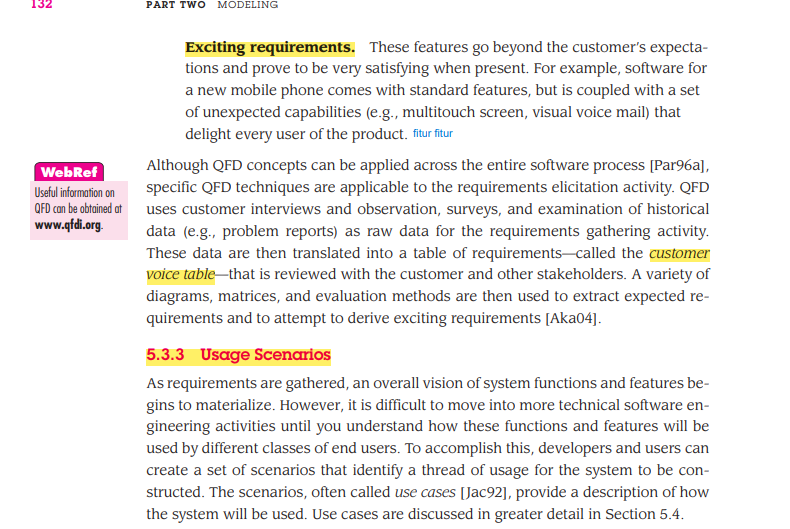 132
PART TWO MODELING
Exciting requirements. These features go beyond the customer's expecta-
tions and prove to be very satisfying when present. For example, software for
a new mobile phone comes with standard features, but is coupled with a set
of unexpected capabilities (e.g., multitouch screen, visual voice mail) that
delight every user of the product. fitur fitur
Although QFD concepts can be applied across the entire software process [Par96a],
specific QFD techniques are applicable to the requirements elicitation activity. QFD
uses customer interviews and observation, surveys, and examination of historical
data (e.g., problem reports) as raw data for the requirements gathering activity.
These data are then translated into a table of requirements—called the customer
voice table—that is reviewed with the customer and other stakeholders. A variety of
diagrams, matrices, and evaluation methods are then used to extract expected re-
quirements and to attempt to derive exciting requirements [Aka04].
WebRef
Useful information on
QFD can be obtained at
www.qfdi.org.
5.3.3 Usage Scenarios
As requirements are gathered, an overall vision of system functions and features be-
gins to materialize. However, it is difficult to move into more technical software en-
gineering activities until you understand how these functions and features will be
used by different classes of end users. To accomplish this, developers and users can
create a set of scenarios that identify a thread of usage for the system to be con-
structed. The scenarios, often called use cases [Jac92], provide a description of how
the system will be used. Use cases are discussed in greater detail in Section 5.4.